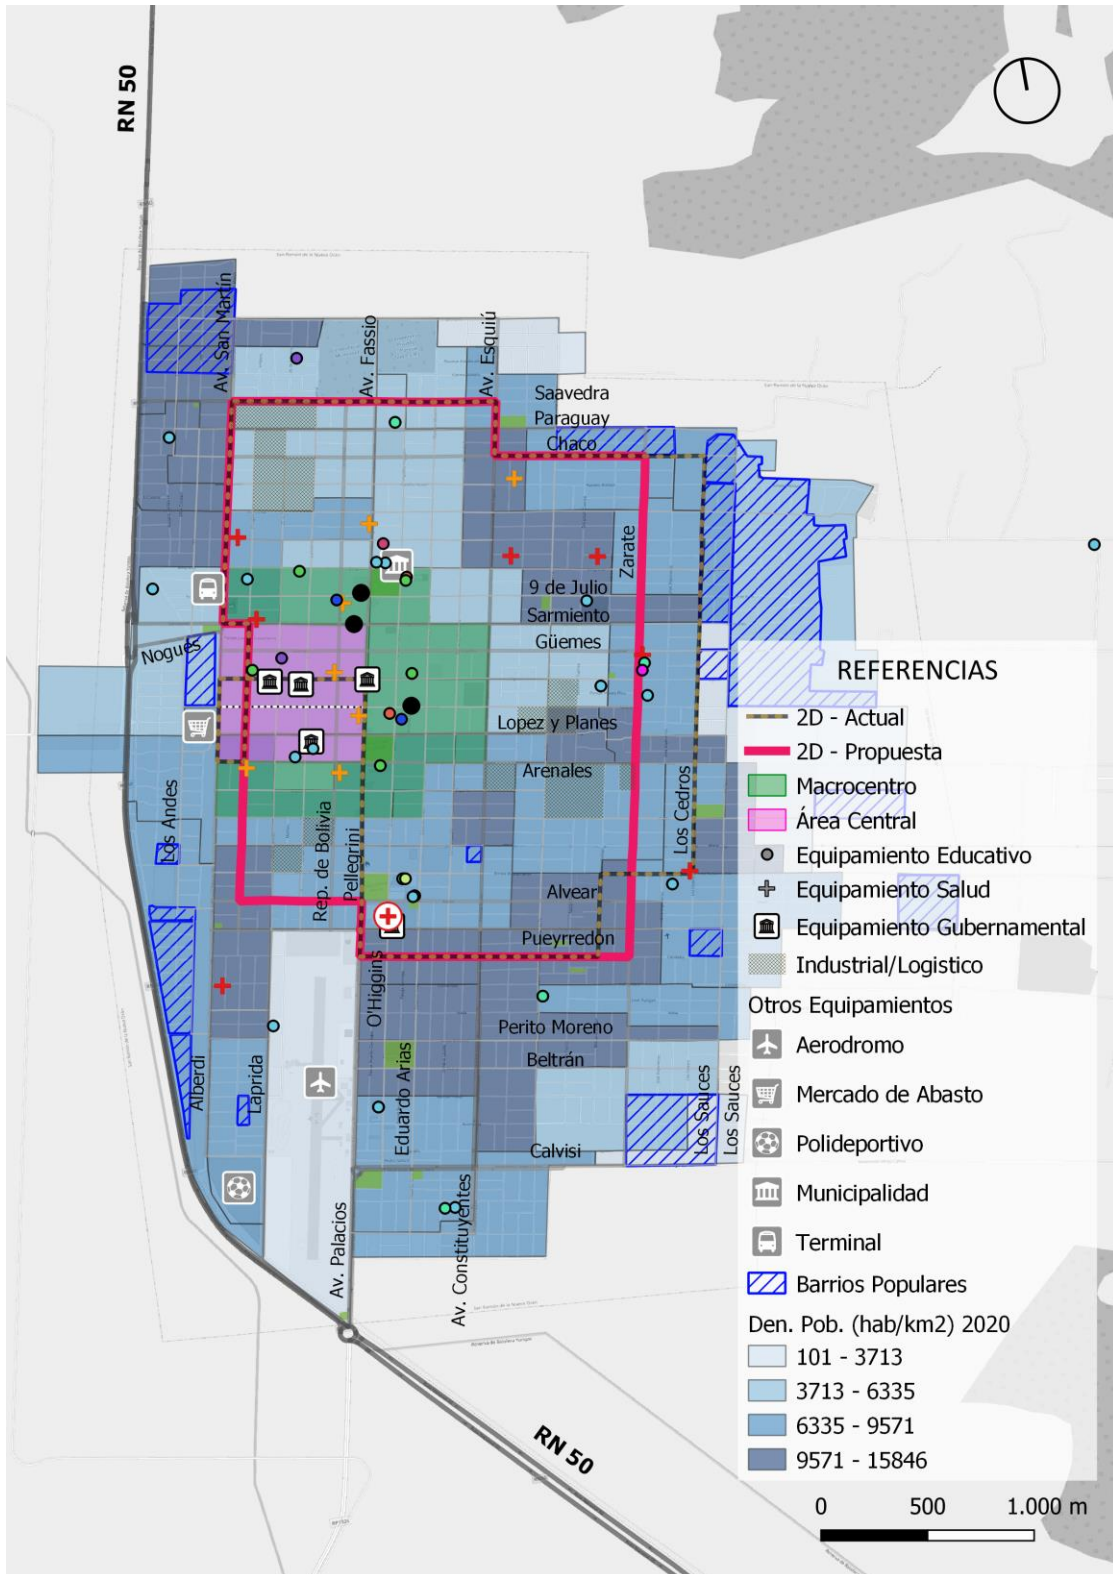 RN 50
Av. San Martín
Av. Fassio
Av. Esquiú
Saavedra
Paraguay
Chaco
Zarate
9 de Julio
Sarmiento
Güemes
Nogués
Lopez y Planes
Arenales
Los Andes
Rep. de Bolivia
Pellegrini
Los Cedros
Alvear
Pueyrredón
O'Higgins
Perito Moreno
Beltrán
Alberdi
Laprida
Eduardo Arias
Los Sauces
Los Sauces
Calvisi
Av. Palacios
Av. Constituyentes
RN 50
REFERENCIAS
2D - Actual
2D - Propuesta
Macrocentro
Área Central
Equipamiento Educativo
Equipamiento Salud
Equipamiento Gubernamental
Industrial/Logistico
Otros Equipamientos
Aerodromo
Mercado de Abasto
Polideportivo
Municipalidad
Terminal
Barrios Populares
Den. Pob. (hab/km2) 2020
101 - 3713
3713 - 6335
6335 - 9571
9571 - 15846
0 500 1.000 m